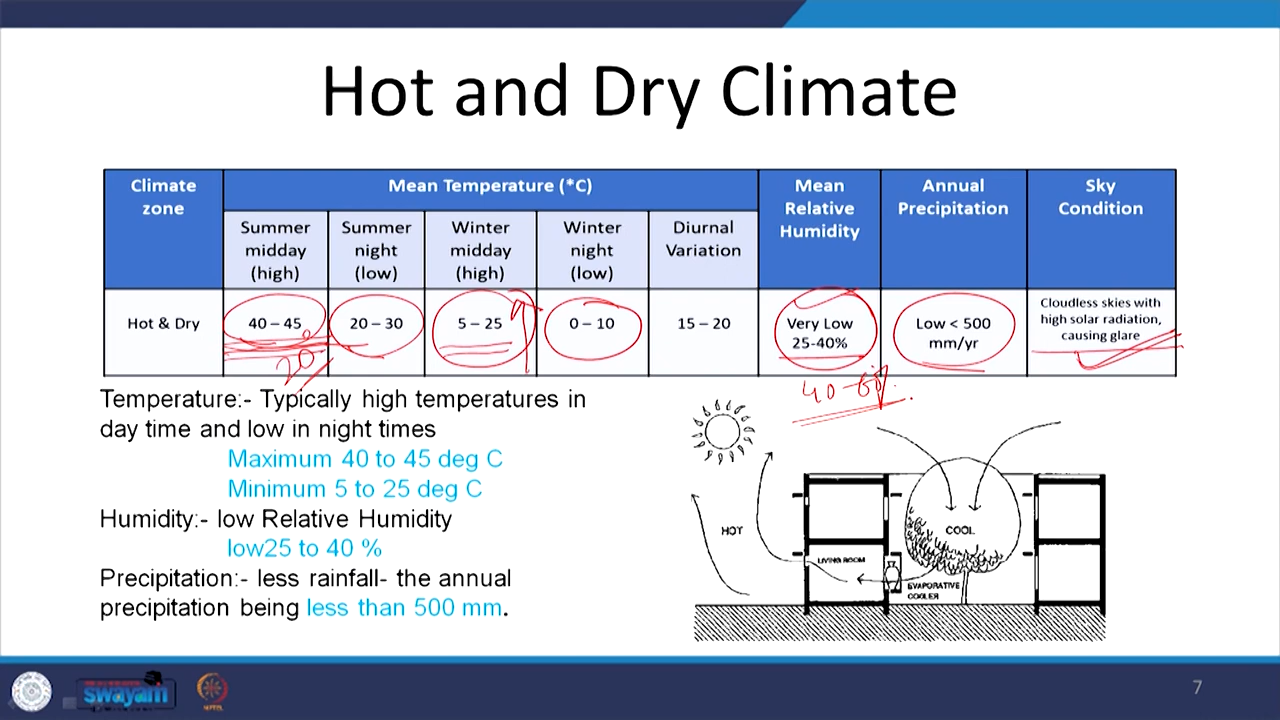 Hot and Dry Climate
Climate zone
Mean Temperature (*C)
Mean Relative Humidity
Annual Precipitation
Sky Condition
Summer midday (high)
Summer night (low)
Winter midday (high)
Winter night (low)
Diurnal Variation
Hot & Dry
40 – 45
20 – 30
5 – 25
0 – 10
15 – 20
Very Low
25-40%
Low < 500
mm/yr
Cloudless skies with
high solar radiation,
causing glare
20
40-60%.
Temperature:- Typically high temperatures in
day time and low in night times
Maximum 40 to 45 deg C
Minimum 5 to 25 deg C
Humidity:- low Relative Humidity
low25 to 40 %
Precipitation:- less rainfall- the annual
precipitation being less than 500 mm.
HOT
COOL
LIVING ROOM
EVAPORATIVE
COOLER
swayam
7